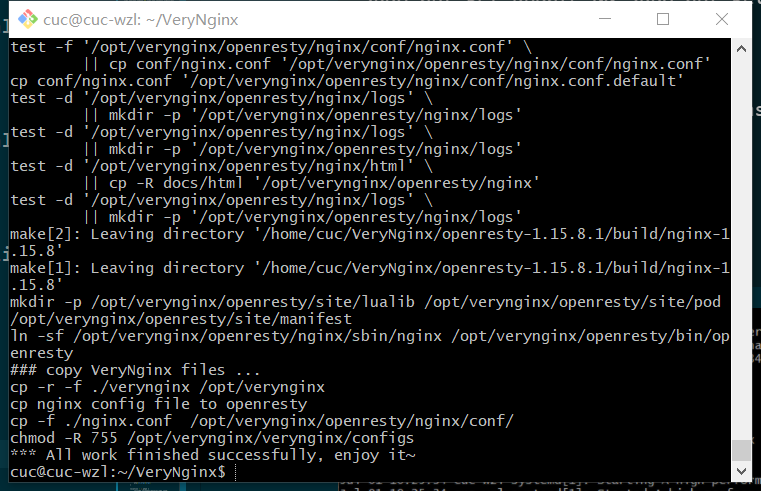 cuc@cuc-wzl: ~/VeryNginx
test -f '/opt/verynginx/openresty/nginx/conf/nginx.conf' \
        || cp conf/nginx.conf '/opt/verynginx/openresty/nginx/conf/nginx.conf'
cp conf/nginx.conf '/opt/verynginx/openresty/nginx/conf/nginx.conf.default'
test -d '/opt/verynginx/openresty/nginx/logs' \
        || mkdir -p '/opt/verynginx/openresty/nginx/logs'
test -d '/opt/verynginx/openresty/nginx/logs' \
        || mkdir -p '/opt/verynginx/openresty/nginx/logs'
test -d '/opt/verynginx/openresty/nginx/html' \
        || cp -R docs/html '/opt/verynginx/openresty/nginx'
test -d '/opt/verynginx/openresty/nginx/logs' \
        || mkdir -p '/opt/verynginx/openresty/nginx/logs'
make[2]: Leaving directory '/home/cuc/VeryNginx/openresty-1.15.8.1/build/nginx-1
.15.8'
make[1]: Leaving directory '/home/cuc/VeryNginx/openresty-1.15.8.1/build/nginx-1
.15.8'
mkdir -p /opt/verynginx/openresty/site/lualib /opt/verynginx/openresty/site/pod
/opt/verynginx/openresty/site/manifest
ln -sf /opt/verynginx/openresty/nginx/sbin/nginx /opt/verynginx/openresty/bin/op
enresty
### copy VeryNginx files ...
cp -r -f ./verynginx /opt/verynginx
cp nginx config file to openresty
cp -f ./nginx.conf  /opt/verynginx/openresty/nginx/conf/
chmod -R 755 /opt/verynginx/verynginx/configs
*** All work finished successfully, enjoy it~
cuc@cuc-wzl:~/VeryNginx$